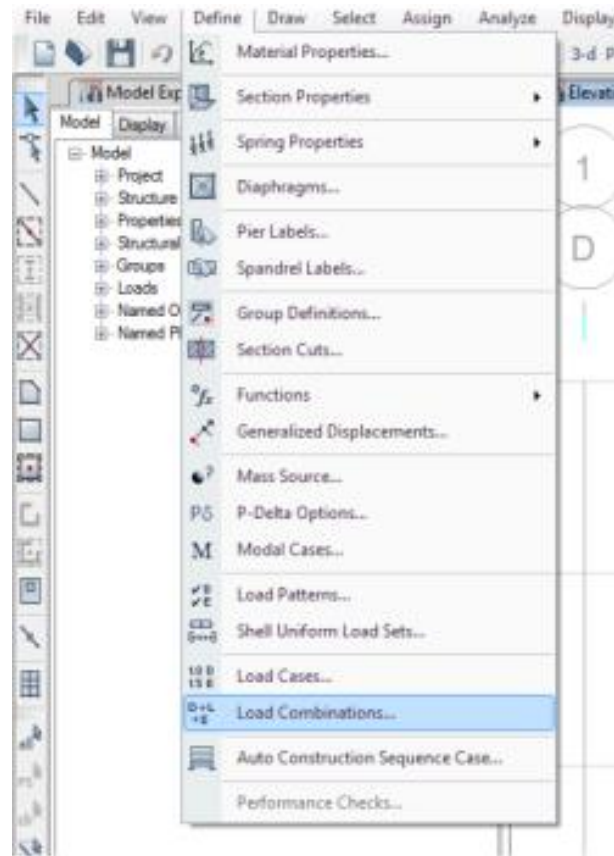 File Edit View Define Draw Select Assign Analyze Display
3-d
Model Exp
Model Display
Model
Project
Structure
Properties
Structural
Groups
Loads
Named O
Named Pl
Material Properties...
Section Properties
Spring Properties
Diaphragms...
Pier Labels...
Spandrel Labels...
Group Definitions...
Section Cuts...
Functions
Generalized Displacements...
Mass Source...
Pδ P-Delta Options...
M Modal Cases...
Load Patterns...
Shell Uniform Load Sets...
Load Cases...
D+L
+E
Load Combinations...
Auto Construction Sequence Case...
Performance Checks...
Elevati
1
D